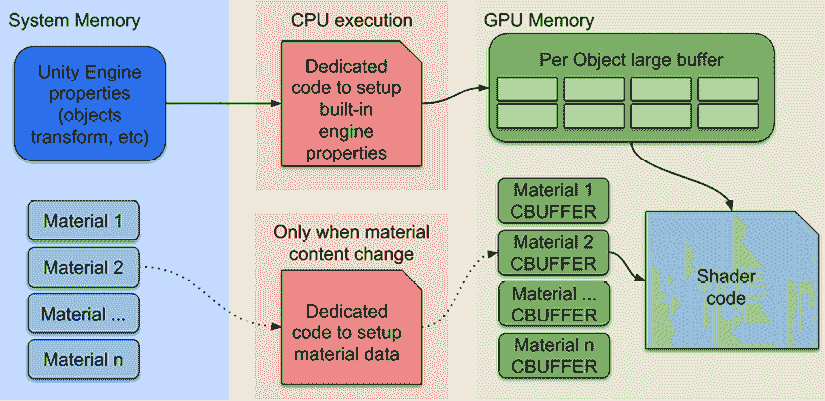 System Memory
CPU execution
GPU Memory
Unity Engine
properties
(objects
transform, etc)
Dedicated
code to setup
built-in
engine
properties
Per Object large buffer
Material 1
Material 2
Material ...
Material n
Only when material
content change
Dedicated
code to setup
material data
Material 1
CBUFFER
Material 2
CBUFFER
Material ...
CBUFFER
Material n
CBUFFER
Shader
code